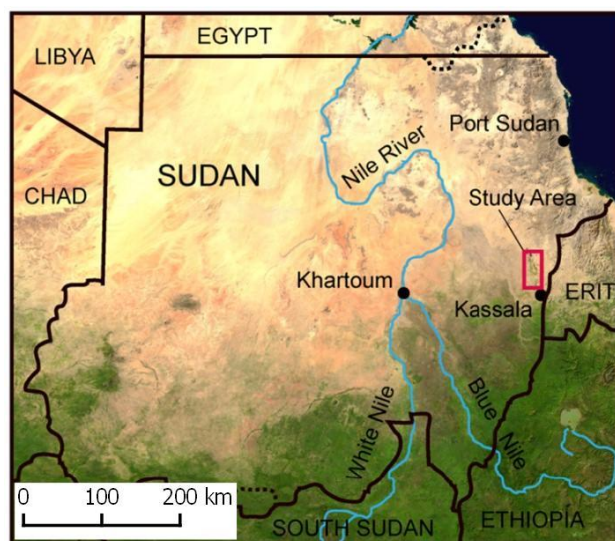 EGYPT
LIBYA
Port Sudan
Nile River
SUDAN
CHAD
Study Area
Khartoum
ERIT
Kassala
White Nile
Blue Nile
0 100 200 km
SOUTH SUDAN
ETHIOPÍA